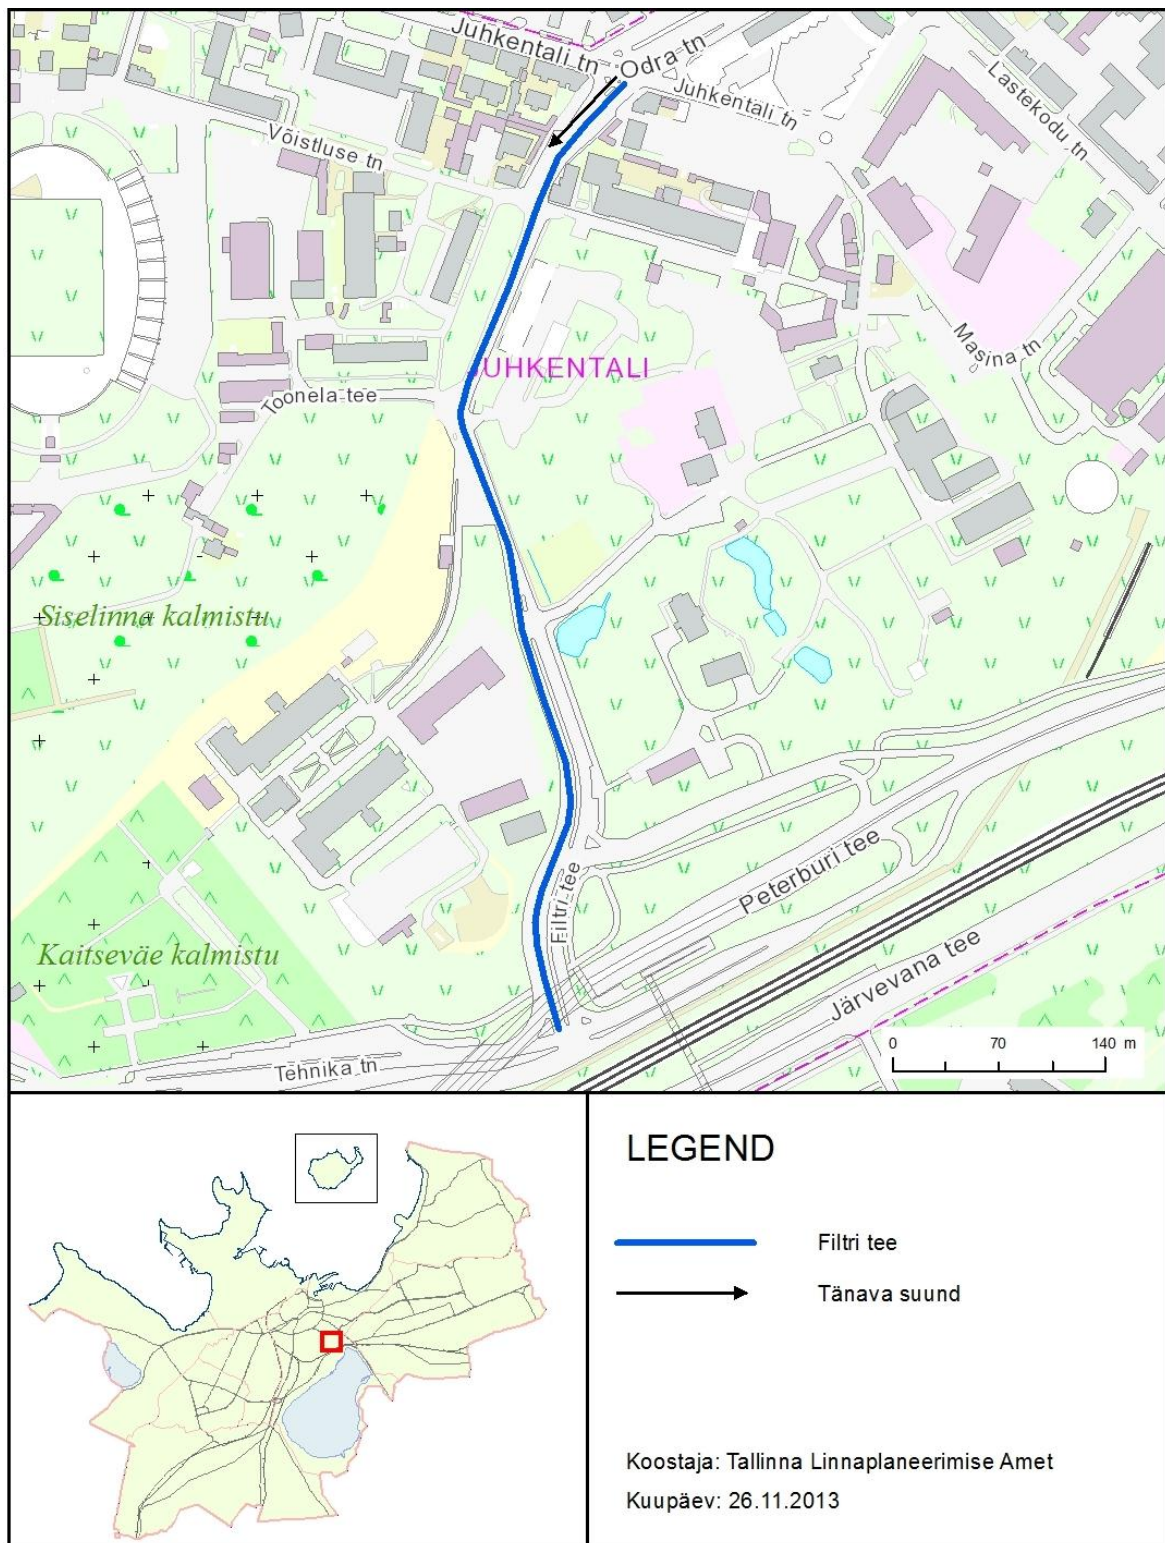 Juhkentali tn
Odra tn
Juhkentali tn
Lastekodu tn
Võistluse tn
Masina tn
JUHKENTALI
Toonela tee
Siselinna kalmistu
Filtri tee
Peterburi tee
Kaitseväe kalmistu
Järvevana tee
Tehnika tn
0 70 140 m
LEGEND
Filtri tee
Tänava suund
Koostaja: Tallinna Linnaplaneerimise Amet
Kuupäev: 26.11.2013